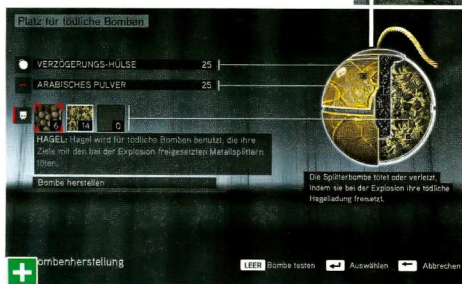 Platz für tödliche Bomben
VERZÖGERUNGS-HÜLSE 25
ARABISCHES PULVER 25
6 14 0
HAGEL: Hagel wird für tödliche Bomben benutzt, die ihre
Ziele mit den bei der Explosion freigesetzten Metallsplittern
töten.
Bombe herstellen
Die Splitterbombe tötet oder verletzt,
indem sie bei der Explosion ihre tödliche
Hagelladung freisetzt.
ombenherstellung
LEER Bombe testen Auswählen Abbrechen